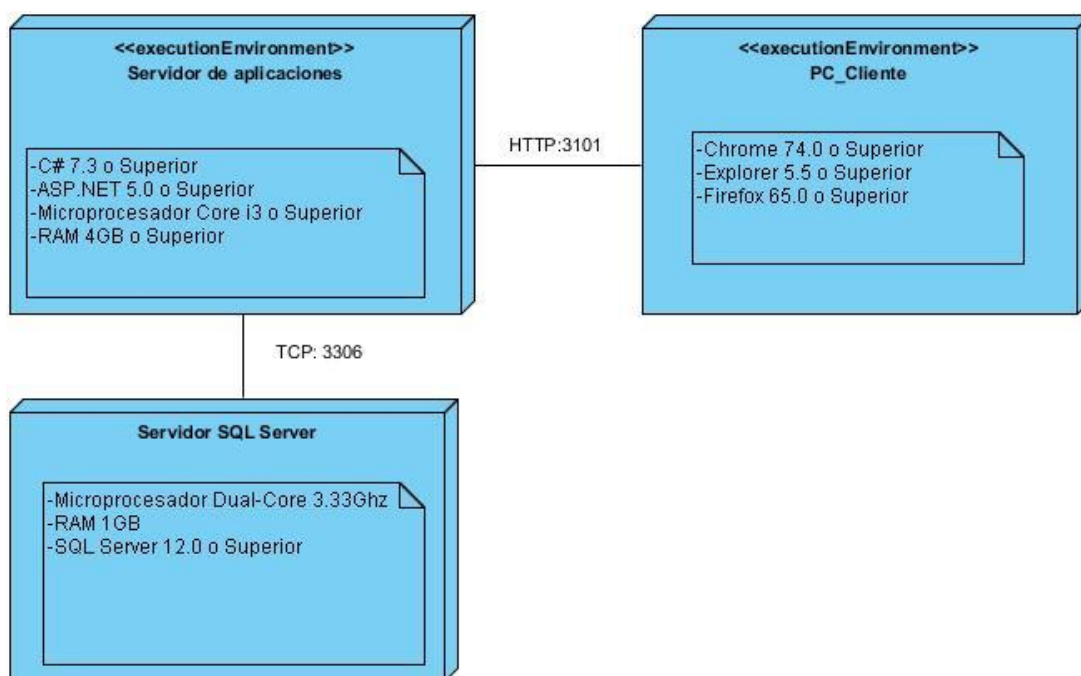 <<executionEnvironment>>
Servidor de aplicaciones
-C# 7.3 o Superior
-ASP.NET 5.0 o Superior
-Microprocesador Core i3 o Superior
-RAM 4GB o Superior
HTTP:3101
<<executionEnvironment>>
PC_Cliente
-Chrome 74.0 o Superior
-Explorer 5.5 o Superior
-Firefox 65.0 o Superior
TCP: 3306
Servidor SQL Server
-Microprocesador Dual-Core 3.33Ghz
-RAM 1GB
-SQL Server 12.0 o Superior